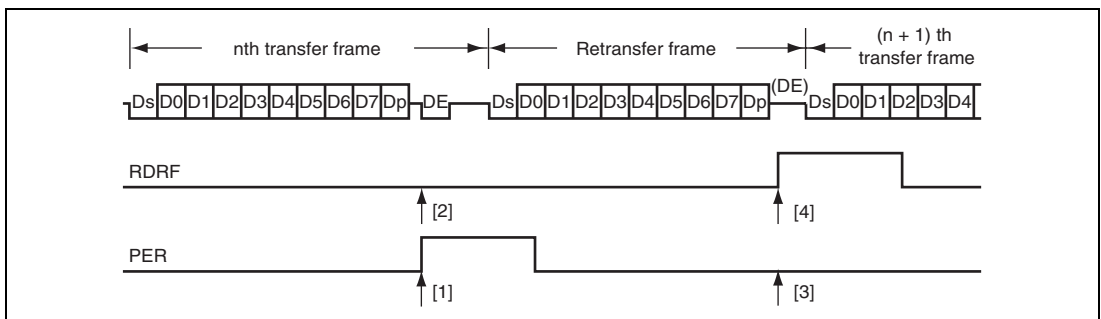 nth transfer frame Retransfer frame (n + 1) th
transfer frame
Ds D0 D1 D2 D3 D4 D5 D6 D7 Dp DE Ds D0 D1 D2 D3 D4 D5 D6 D7 Dp (DE) Ds D0 D1 D2 D3 D4
RDRF
[2] [4]
PER
[1] [3]